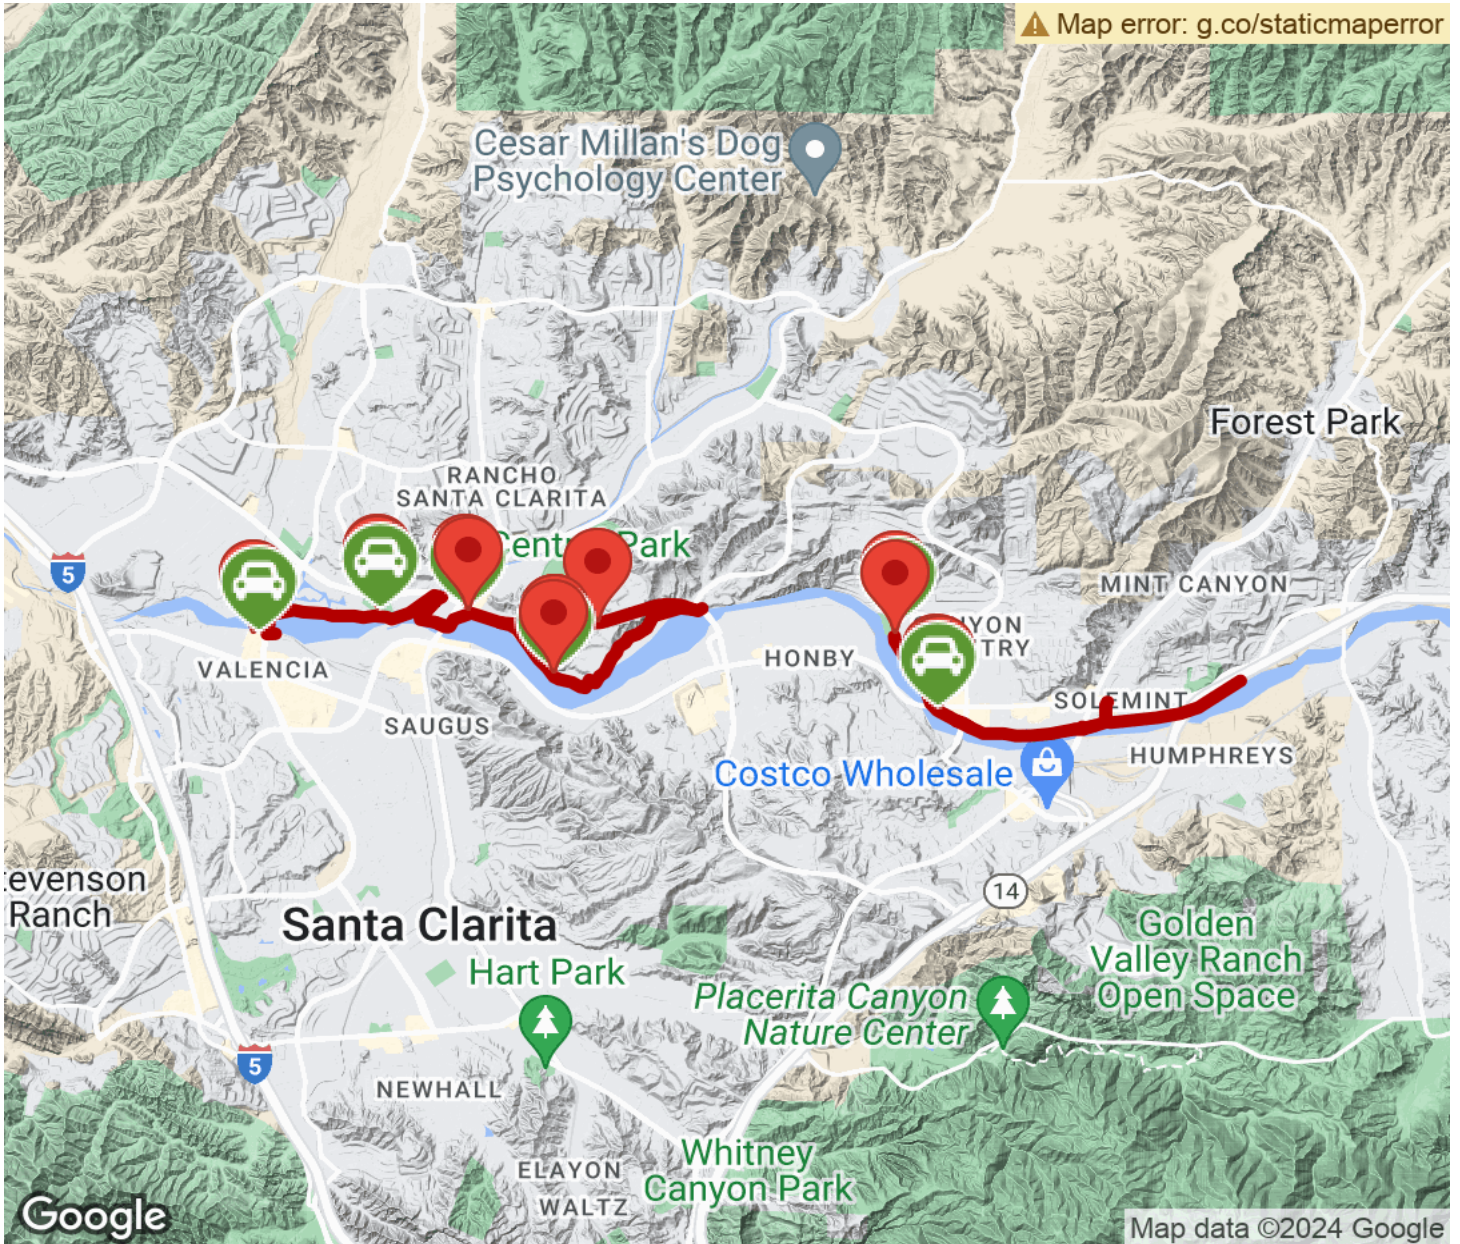 Map error: g.co/staticmaperror
Cesar Millan's Dog
Psychology Center
Forest Park
RANCHO
SANTA CLARITA
Park
5
MINT CANYON
HONBY
VALENCIA
SAUGUS
SOLEMINT
HUMPHREYS
Costco Wholesale
Ranch
14
Santa Clarita
Golden
Valley Ranch
Open Space
Hart Park
Placerita Canyon
Nature Center
5
NEWHALL
Whitney
Canyon Park
ELAYON
WALTZ
Google
Map data ©2024 Google